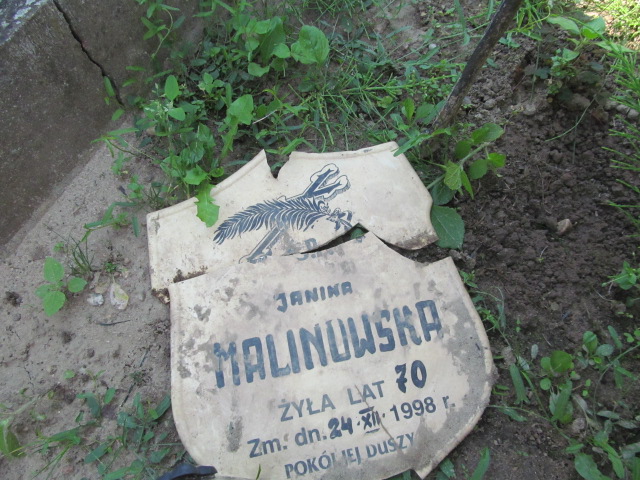 JANINA
MALINOWSKA
ŻYŁA LAT 70
Zm. dn. 24·XII·1998 r.
POKÓJ JEJ DUSZY